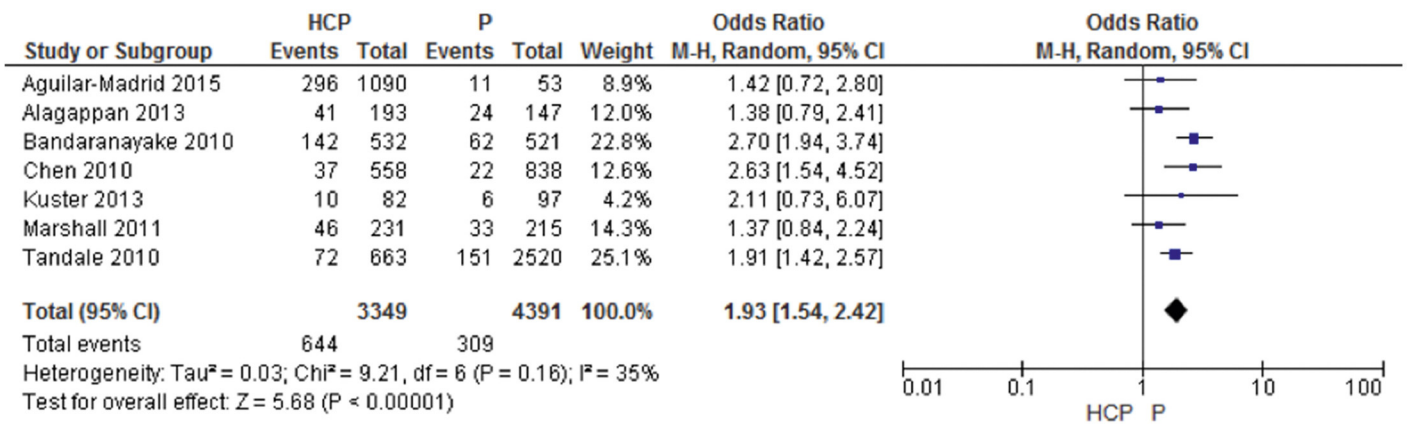 HCP P Odds Ratio Odds Ratio
Study or Subgroup Events Total Events Total Weight M-H, Random, 95% CI M-H, Random, 95% CI
Aguilar-Madrid 2015 296 1090 11 53 8.9% 1.42 [0.72, 2.80]
Alagappan 2013 41 193 24 147 12.0% 1.38 [0.79, 2.41]
Bandaranayake 2010 142 532 62 521 22.8% 2.70 [1.94, 3.74]
Chen 2010 37 558 22 838 12.6% 2.63 [1.54, 4.52]
Kuster 2013 10 82 6 97 4.2% 2.11 [0.73, 6.07]
Marshall 2011 46 231 33 215 14.3% 1.37 [0.84, 2.24]
Tandale 2010 72 663 151 2520 25.1% 1.91 [1.42, 2.57]
Total (95% CI) 3349 4391 100.0% 1.93 [1.54, 2.42]
Total events 644 309
Heterogeneity: Tau² = 0.03; Chi² = 9.21, df = 6 (P = 0.16); I² = 35%
Test for overall effect: Z = 5.68 (P < 0.00001)
0.01 0.1 1 10 100
HCP P